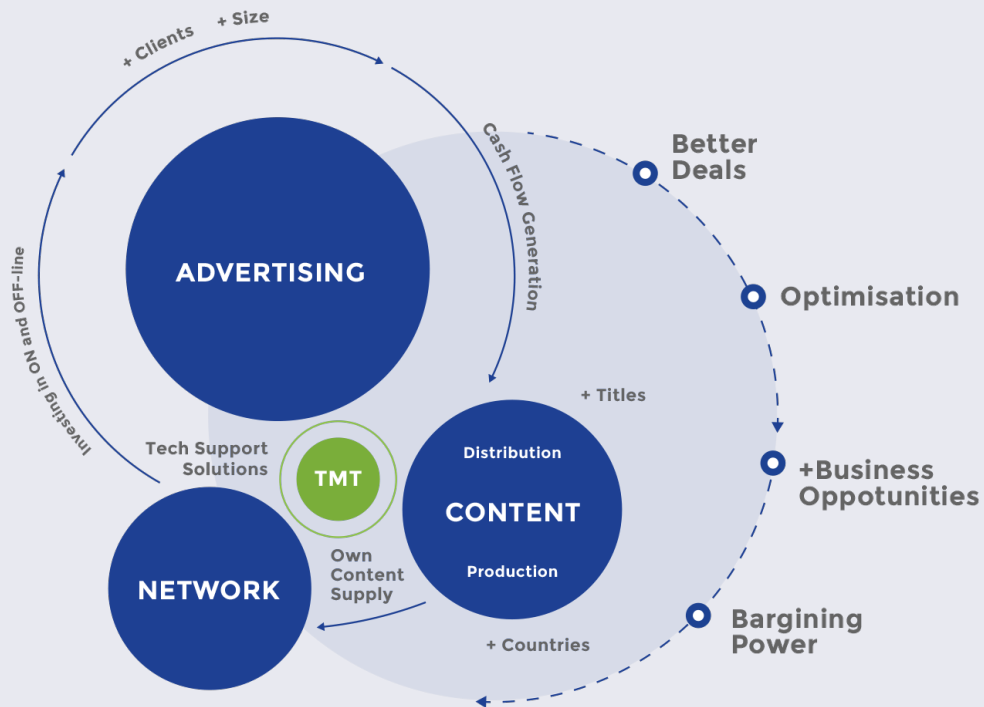 + Clients
+ Size
Cash Flow Generation
Investing in ON and OFF-line
ADVERTISING
Better
Deals
Optimisation
+ Titles
Tech Support
Solutions
TMT
Distribution
CONTENT
Production
+Business
Oppotunities
NETWORK
Own
Content
Supply
+ Countries
Bargining
Power